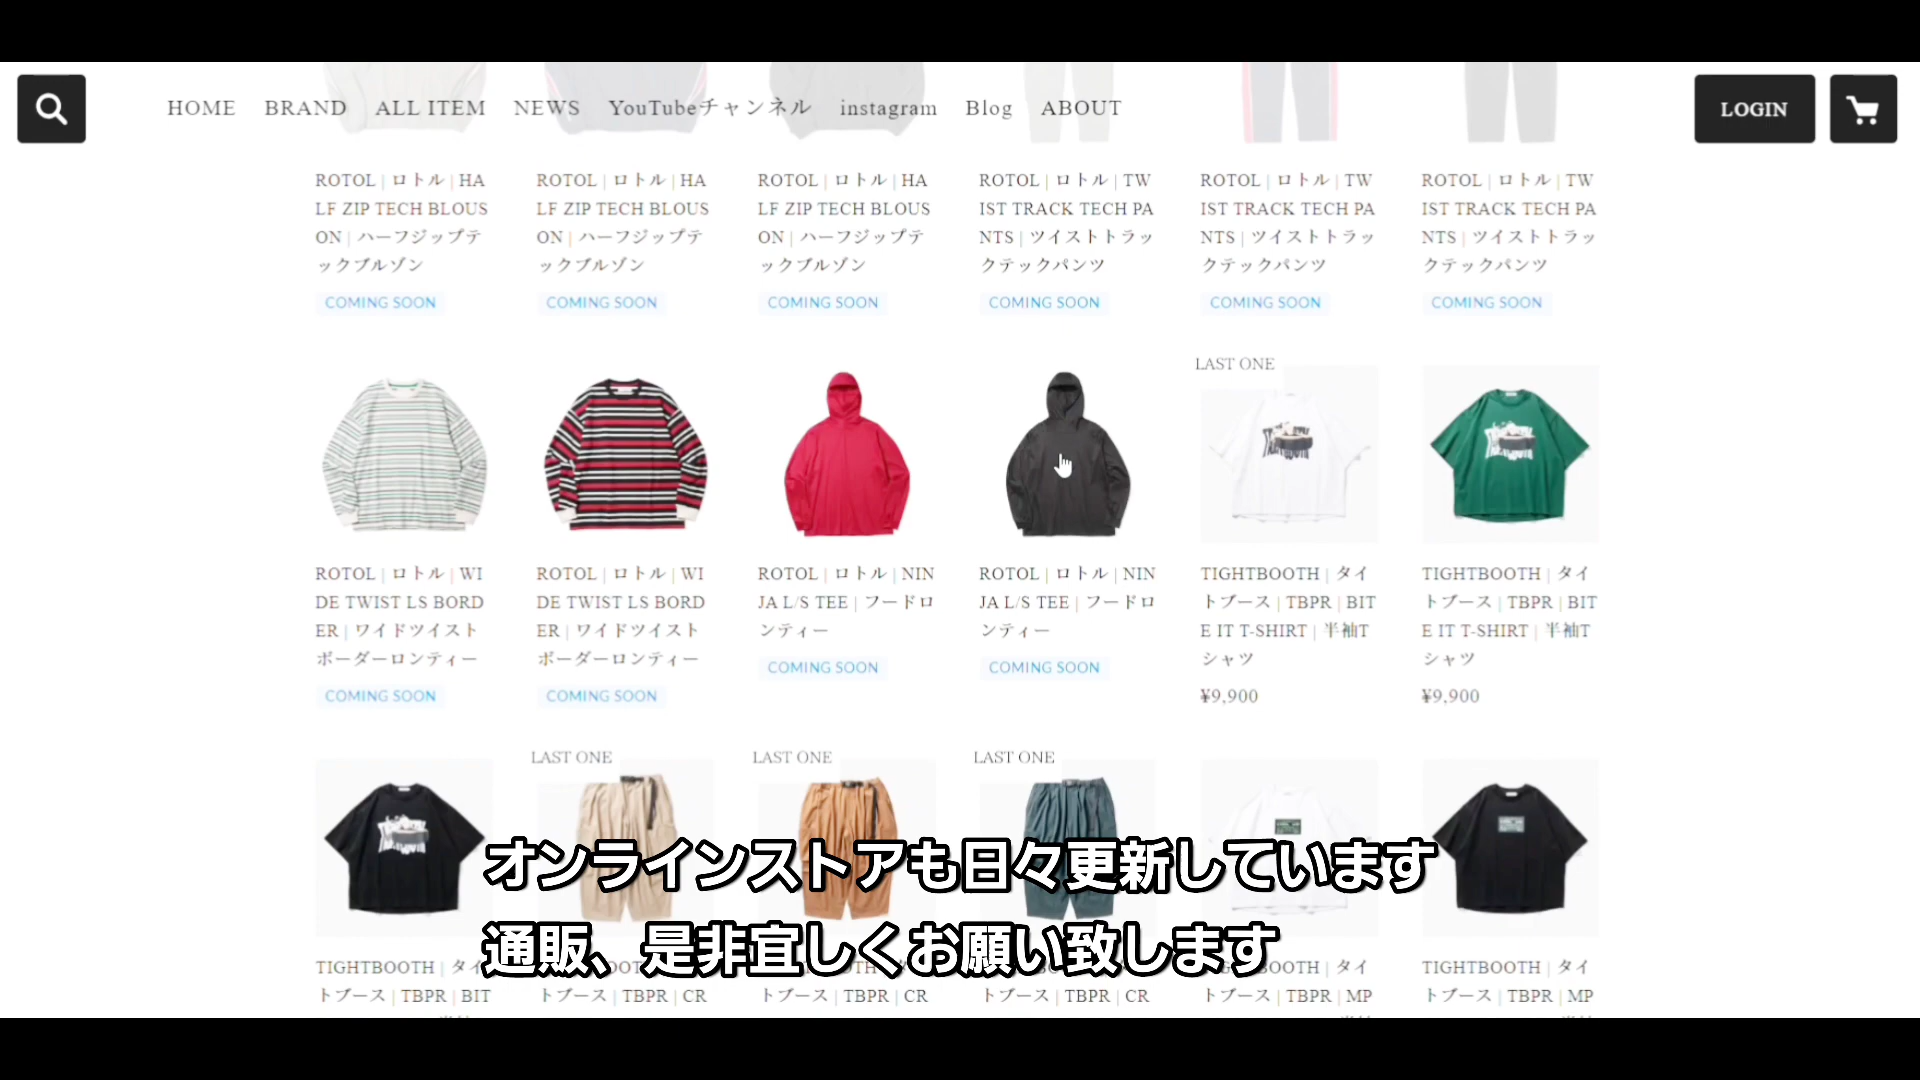 HOME BRAND ALL ITEM NEWS YouTubeチャンネル instagram Blog ABOUT LOGIN
ROTOL | ロトル | HA
LF ZIP TECH BLOUS
ON | ハーフジップテ
ックブルゾン
COMING SOON
ROTOL | ロトル | HA
LF ZIP TECH BLOUS
ON | ハーフジップテ
ックブルゾン
COMING SOON
ROTOL | ロトル | HA
LF ZIP TECH BLOUS
ON | ハーフジップテ
ックブルゾン
COMING SOON
ROTOL | ロトル | TW
IST TRACK TECH PA
NTS | ツイストトラッ
クテックパンツ
COMING SOON
ROTOL | ロトル | TW
IST TRACK TECH PA
NTS | ツイストトラッ
クテックパンツ
COMING SOON
ROTOL | ロトル | TW
IST TRACK TECH PA
NTS | ツイストトラッ
クテックパンツ
COMING SOON
ROTOL | ロトル | WI
DE TWIST LS BORD
ER | ワイドツイスト
ボーダーロンティー
COMING SOON
ROTOL | ロトル | WI
DE TWIST LS BORD
ER | ワイドツイスト
ボーダーロンティー
COMING SOON
ROTOL | ロトル | NIN
JA L/S TEE | フードロ
ンティー
COMING SOON
ROTOL | ロトル | NIN
JA L/S TEE | フードロ
ンティー
COMING SOON
LAST ONE
TIGHTBOOTH | タイ
トブース | TBPR | BIT
E IT T-SHIRT | 半袖T
シャツ
¥9,900
TIGHTBOOTH | タイ
トブース | TBPR | BIT
E IT T-SHIRT | 半袖T
シャツ
¥9,900
LAST ONE
LAST ONE
LAST ONE
オンラインストアも日々更新しています
通販、是非宜しくお願い致します
TIGHTBOOTH | タイ
トブース | TBPR | BIT
トブース | TBPR | CR
トブース | TBPR | CR
トブース | TBPR | CR
トブース | TBPR | MP
TIGHTBOOTH | タイ
トブース | TBPR | MP